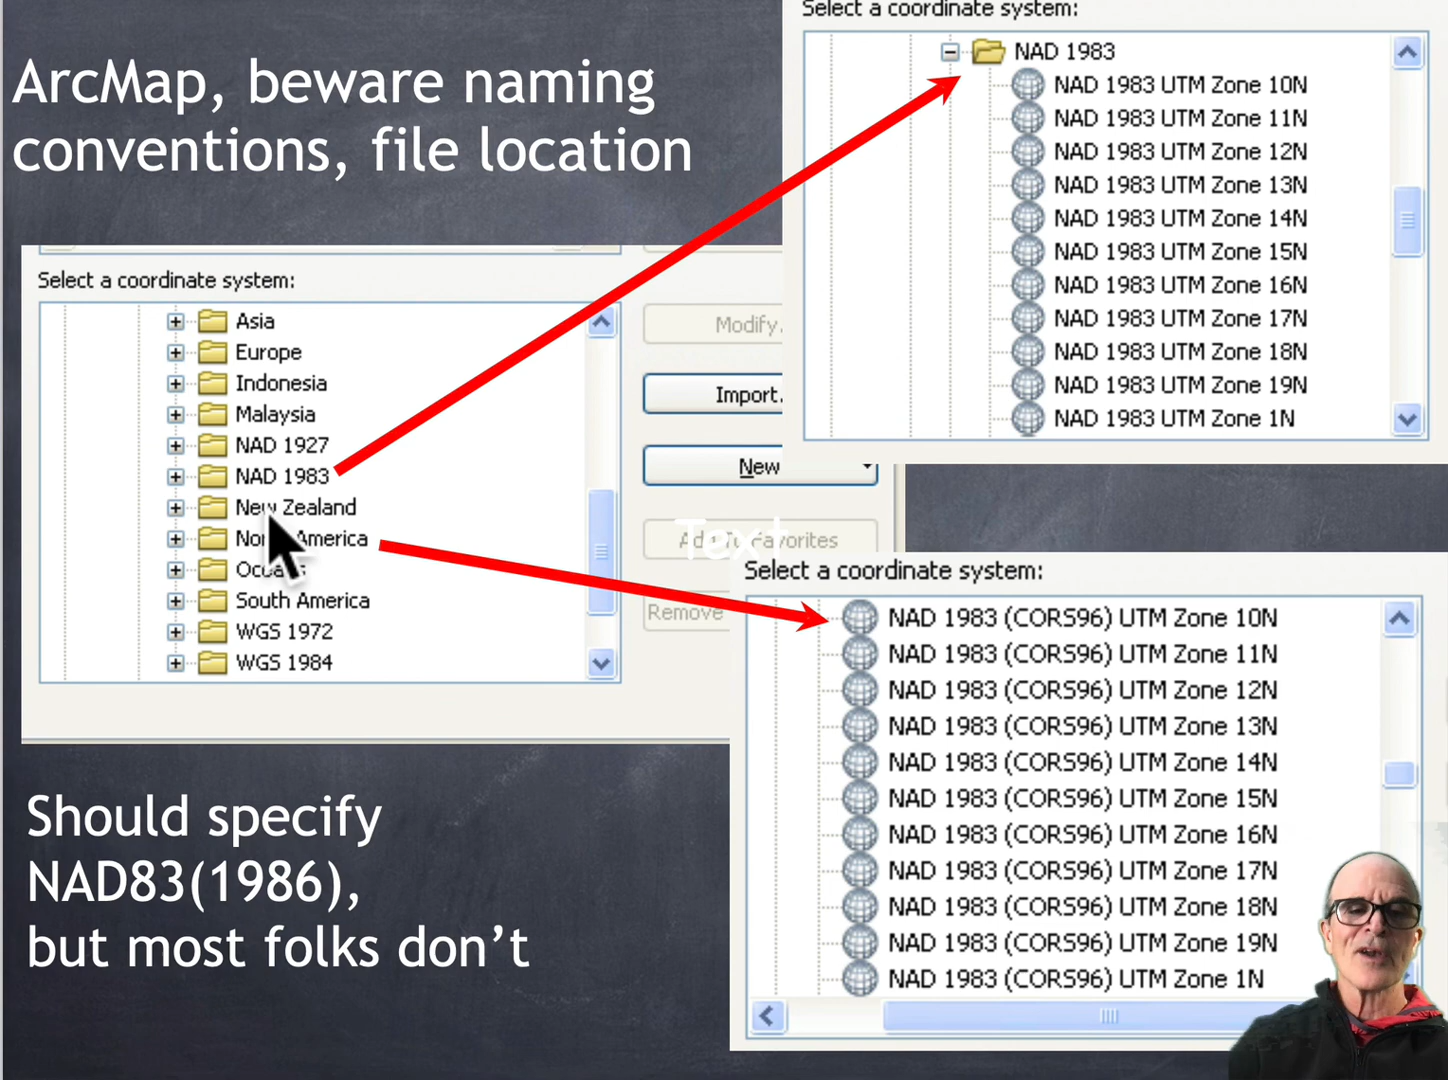 ArcMap, beware naming
conventions, file location
Select a coordinate system:
Asia
Europe
Indonesia
Malaysia
NAD 1927
NAD 1983
New Zealand
America
South America
WGS 1972
WGS 1984
Modify.
Import.
New
Favorites
Remove
Text
Select a coordinate system:
NAD 1983
NAD 1983 UTM Zone 10N
NAD 1983 UTM Zone 11N
NAD 1983 UTM Zone 12N
NAD 1983 UTM Zone 13N
NAD 1983 UTM Zone 14N
NAD 1983 UTM Zone 15N
NAD 1983 UTM Zone 16N
NAD 1983 UTM Zone 17N
NAD 1983 UTM Zone 18N
NAD 1983 UTM Zone 19N
NAD 1983 UTM Zone 1N
Select a coordinate system:
NAD 1983 (CORS96) UTM Zone 10N
NAD 1983 (CORS96) UTM Zone 11N
NAD 1983 (CORS96) UTM Zone 12N
NAD 1983 (CORS96) UTM Zone 13N
NAD 1983 (CORS96) UTM Zone 14N
NAD 1983 (CORS96) UTM Zone 15N
NAD 1983 (CORS96) UTM Zone 16N
NAD 1983 (CORS96) UTM Zone 17N
NAD 1983 (CORS96) UTM Zone 18N
NAD 1983 (CORS96) UTM Zone 19N
NAD 1983 (CORS96) UTM Zone 1N
Should specify
NAD83(1986),
but most folks don't